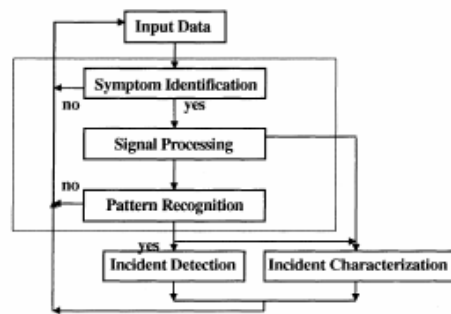 Input Data
Symptom Identification
no
yes
Signal Processing
no
Pattern Recognition
yes
Incident Detection
Incident Characterization